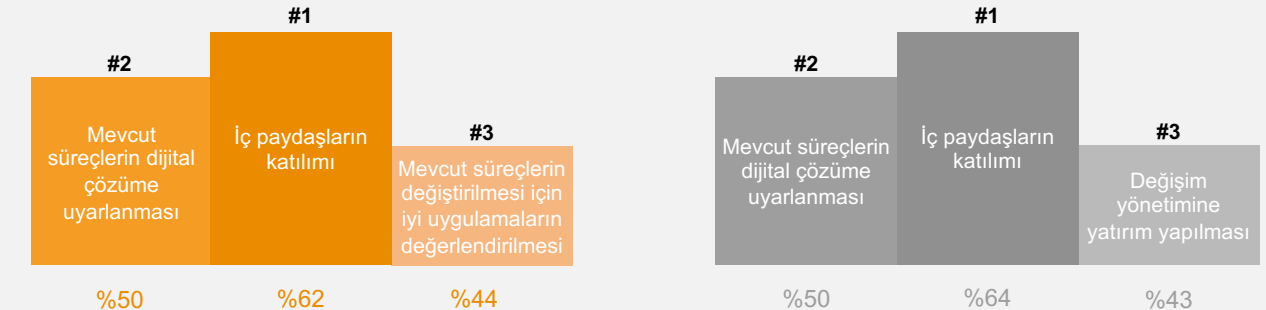 #1
#2
İç paydaşların
katılımı
Mevcut
süreçlerin dijital
çözüme
uyarlanması
#3
Mevcut süreçlerin
değiştirilmesi için
iyi uygulamaların
değerlendirilmesi
%50
%62
%44
#1
#2
İç paydaşların
katılımı
Mevcut süreçlerin
dijital çözüme
uyarlanması
#3
Değişim
yönetimine
yatırım yapılması
%50
%64
%43